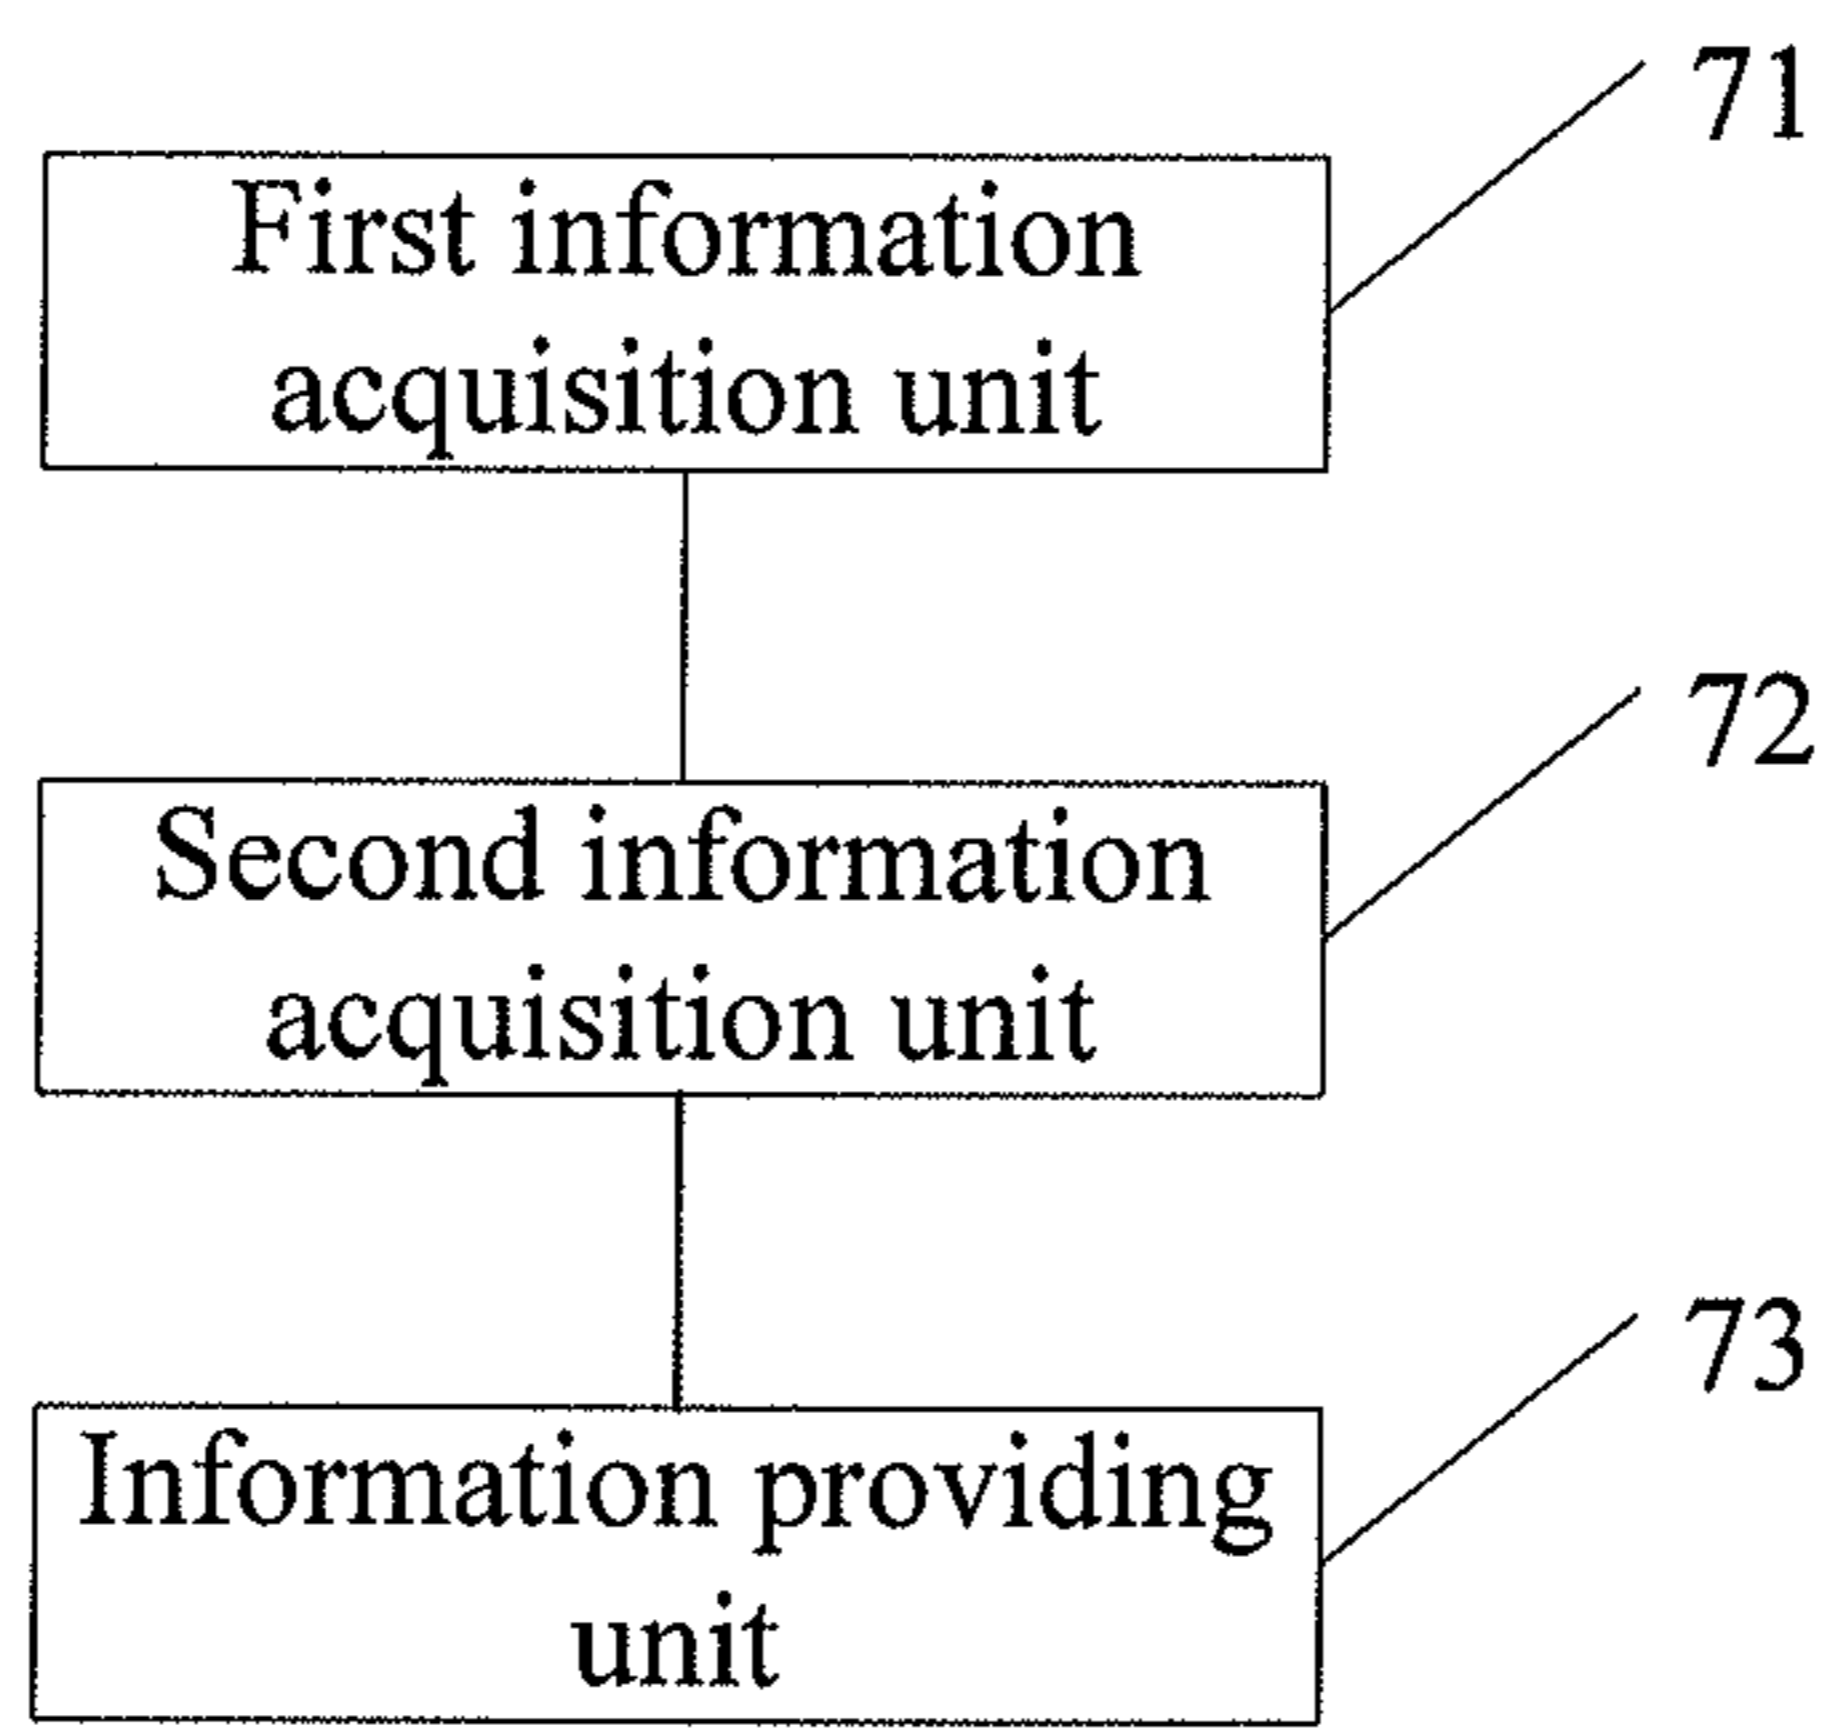 71
First information
acquisition unit
72
Second information
acquisition unit
73
Information providing
unit